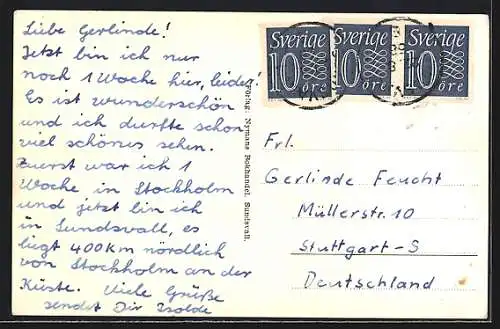 Liebe Gerlinde!
Jetzt bin ich nur
noch 1 Woche hier, leider!
Es ist wunderschön
und ich durfte schon
viel schönes sehen.
Zuerst war ich 1
Woche in Stockholm
und jetzt bin ich
in Sundsvall, es
liegt 400 Km nördlich
von Stockholm an der
Küste. Viele Grüße
sendet Dir Isolde
Förlag: Nymans Bokhandel, Sundsvall.
Sverige
10
öre
Sverige
10
öre
Sverige
10
öre
Frl.
Gerlinde Feucht
Müllerstr. 10
Stuttgart-S
Deutschland